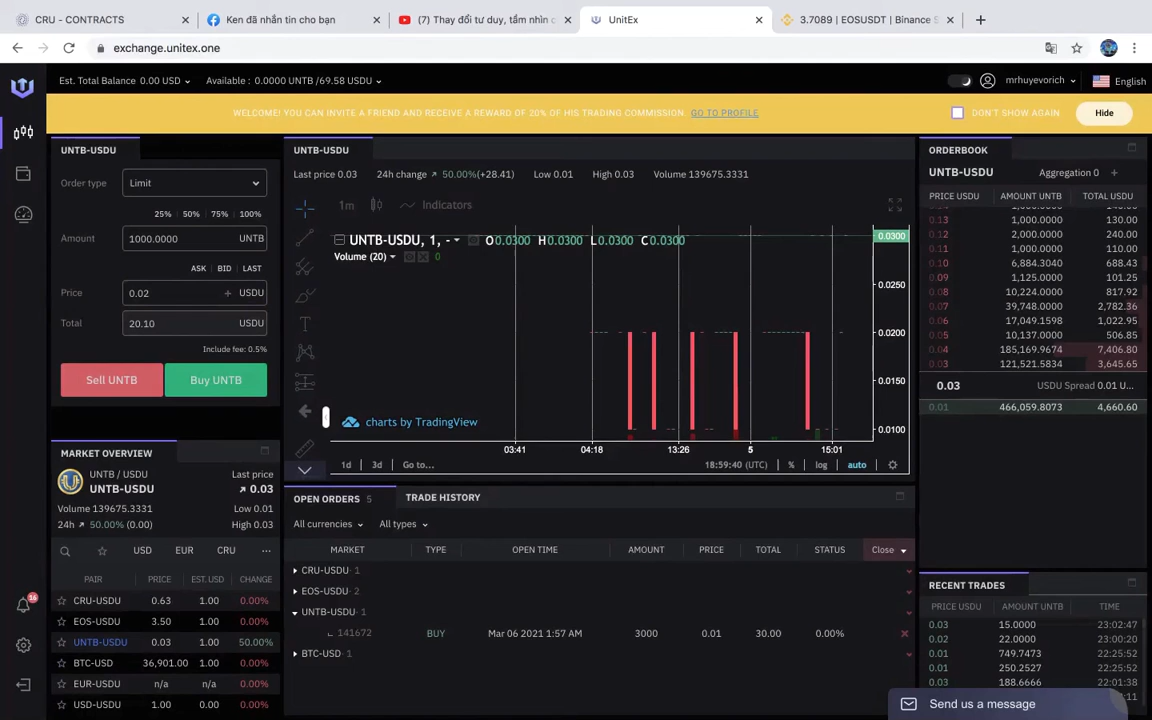 CRU - CONTRACTS
Ken đã nhắn tin cho bạn
(7) Thay đổi tư duy, tầm nhìn c
UnitEx
3.7089 | EOSUSDT | Binance S
exchange.unitex.one
Est. Total Balance 0.00 USD
Available : 0.0000 UNTB /69.58 USDU
mrhuyevorich
English
WELCOME! YOU CAN INVITE A FRIEND AND RECEIVE A REWARD OF 20% OF HIS TRADING COMMISSION. GO TO PROFILE
DON'T SHOW AGAIN
Hide
UNTB-USDU
Order type
Limit
25% 50% 75% 100%
Amount
1000.0000
UNTB
ASK BID LAST
Price
0.02
+ USDU
Total
20.10
USDU
Include fee: 0.5%
Sell UNTB
Buy UNTB
MARKET OVERVIEW
UNTB / USDU
Last price
UNTB-USDU
0.03
Volume 139675.3331
Low 0.01
24h 50.00% (0.00)
High 0.03
USD EUR CRU ...
PAIR PRICE EST.USD CHANGE
CRU-USDU 0.63 1.00 0.00%
EOS-USDU 3.50 1.00 0.00%
UNTB-USDU 0.03 1.00 50.00%
BTC-USD 36,901.00 1.00 0.00%
EUR-USDU n/a n/a 0.00%
USD-USDU 1.00 0.00 0.00%
16
UNTB-USDU
Last price 0.03 24h change 50.00%(+28.41) Low 0.01 High 0.03 Volume 139675.3331
1m
Indicators
UNTB-USDU, 1, - O0.0300 H0.0300 L0.0300 C0.0300
Volume (20) 0
0.0300
0.0250
0.0200
0.0150
0.0100
charts by TradingView
03:41 04:18 13:26 5 15:01
1d 3d Go to... 18:59:40 (UTC) % log auto
OPEN ORDERS 5
TRADE HISTORY
All currencies
All types
MARKET TYPE OPEN TIME AMOUNT PRICE TOTAL STATUS Close
CRU-USDU · 1
EOS-USDU · 2
UNTB-USDU · 1
141672 BUY Mar 06 2021 1:57 AM 3000 0.01 30.00 0.00%
BTC-USD · 1
ORDERBOOK
UNTB-USDU
Aggregation 0 +
PRICE USDU AMOUNT UNTB TOTAL USDU
0.13 1,000.0000 130.00
0.12 2,000.0000 240.00
0.11 1,000.0000 110.00
0.10 6,884.3040 688.43
0.09 1,125.0000 101.25
0.08 10,224.0000 817.92
0.07 39,748.0000 2,782.36
0.06 17,049.1598 1,022.95
0.05 10,137.0000 506.85
0.04 185,169.9674 7,406.80
0.03 121,521.5834 3,645.65
0.03
USDU Spread 0.01 U...
0.01 466,059.8073 4,660.60
RECENT TRADES
PRICE USDU AMOUNT UNTB TIME
0.03 15.0000 23:02:47
0.02 22.0000 23:00:20
0.01 749.7473 22:25:52
0.01 250.2527 22:25:52
0.03 188.6666 22:01:38
Send us a message